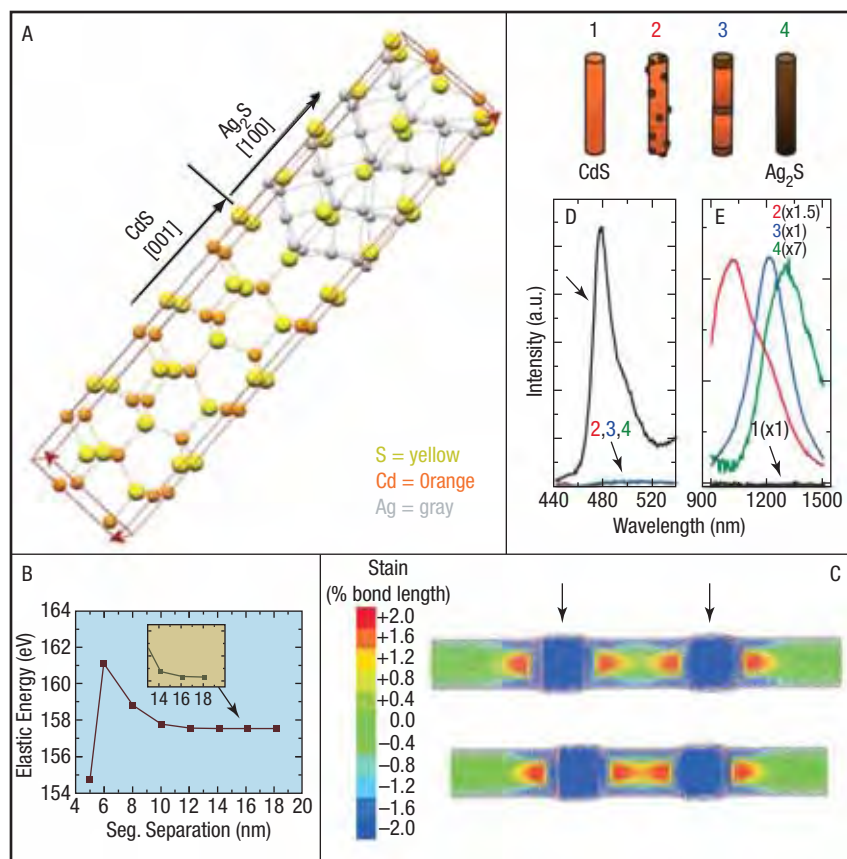 A
Ag2S
[100]
CdS
[001]
S = yellow
Cd = Orange
Ag = gray
1 2 3 4
CdS Ag2S
D
E
2(x1.5)
3(x1)
4(x7)
2,3,4
1(x1)
Intensity (a.u.)
440 480 520 900 1200 1500
Wavelength (nm)
B
164
162
160
158
156
154
Elastic Energy (eV)
14 16 18
4 6 8 10 12 14 16 18 20
Seg. Separation (nm)
C
Stain
(% bond length)
+2.0
+1.6
+1.2
+0.8
+0.4
0.0
−0.4
−0.8
−1.2
−1.6
−2.0